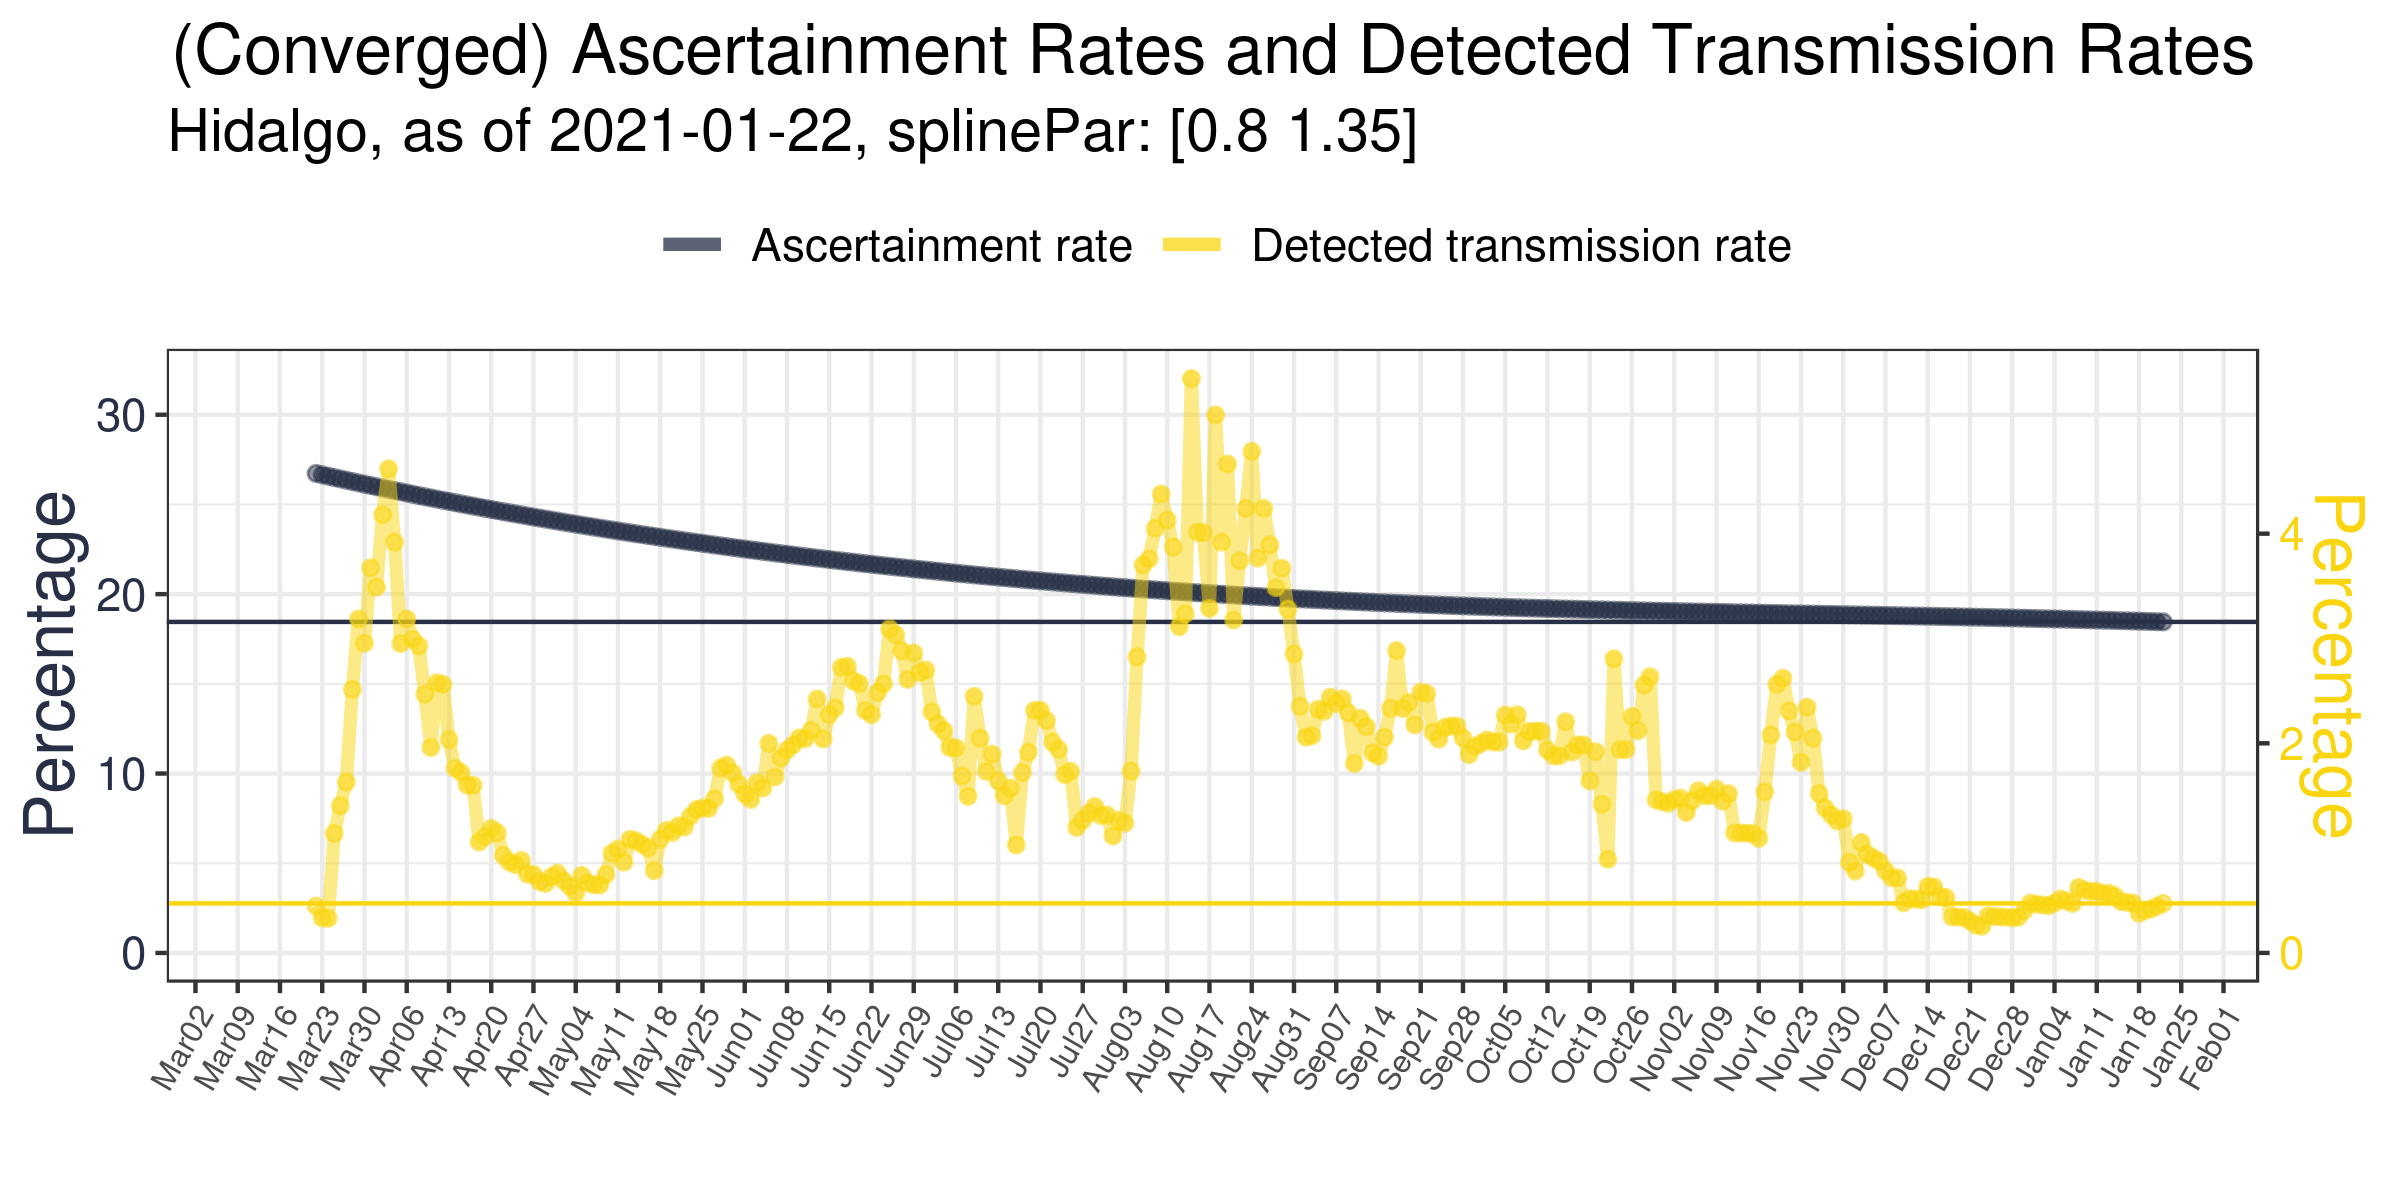 (Converged) Ascertainment Rates and Detected Transmission Rates
Hidalgo, as of 2021-01-22, splinePar: [0.8 1.35]
Ascertainment rate
Detected transmission rate
Percentage
30
20
10
0
4
2
0
Percentage
Mar02
Mar09
Mar16
Mar23
Mar30
Apr06
Apr13
Apr20
Apr27
May04
May11
May18
May25
Jun01
Jun08
Jun15
Jun22
Jun29
Jul06
Jul13
Jul20
Jul27
Aug03
Aug10
Aug17
Aug24
Aug31
Sep07
Sep14
Sep21
Sep28
Oct05
Oct12
Oct19
Oct26
Nov02
Nov09
Nov16
Nov23
Nov30
Dec07
Dec14
Dec21
Dec28
Jan04
Jan11
Jan18
Jan25
Feb01